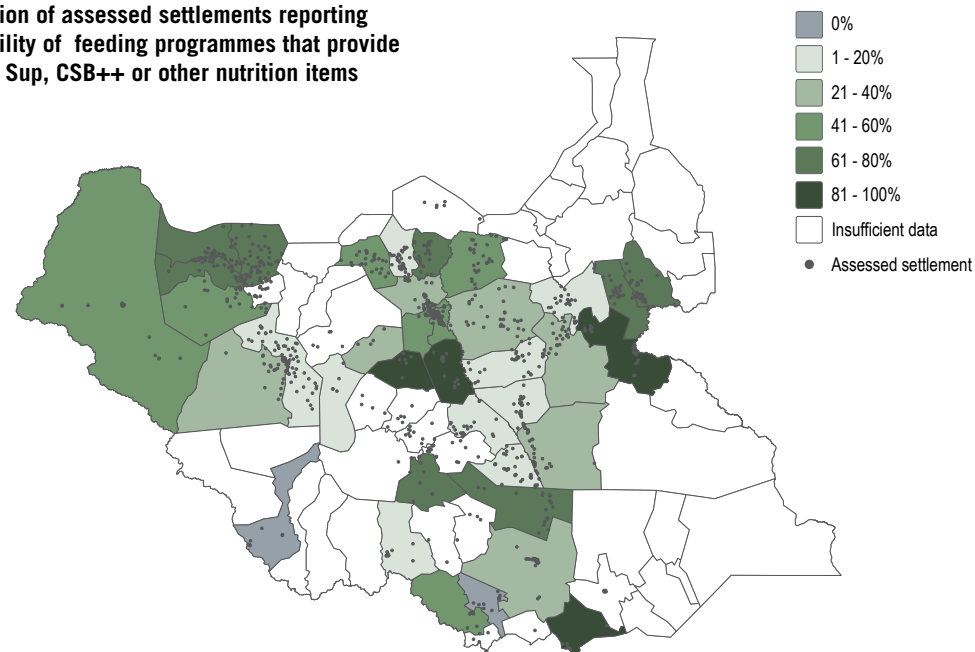 ion of assessed settlements reporting
ility of feeding programmes that provide
Sup, CSB++ or other nutrition items
0%
1 - 20%
21 - 40%
41 - 60%
61 - 80%
81 - 100%
Insufficient data
Assessed settlement